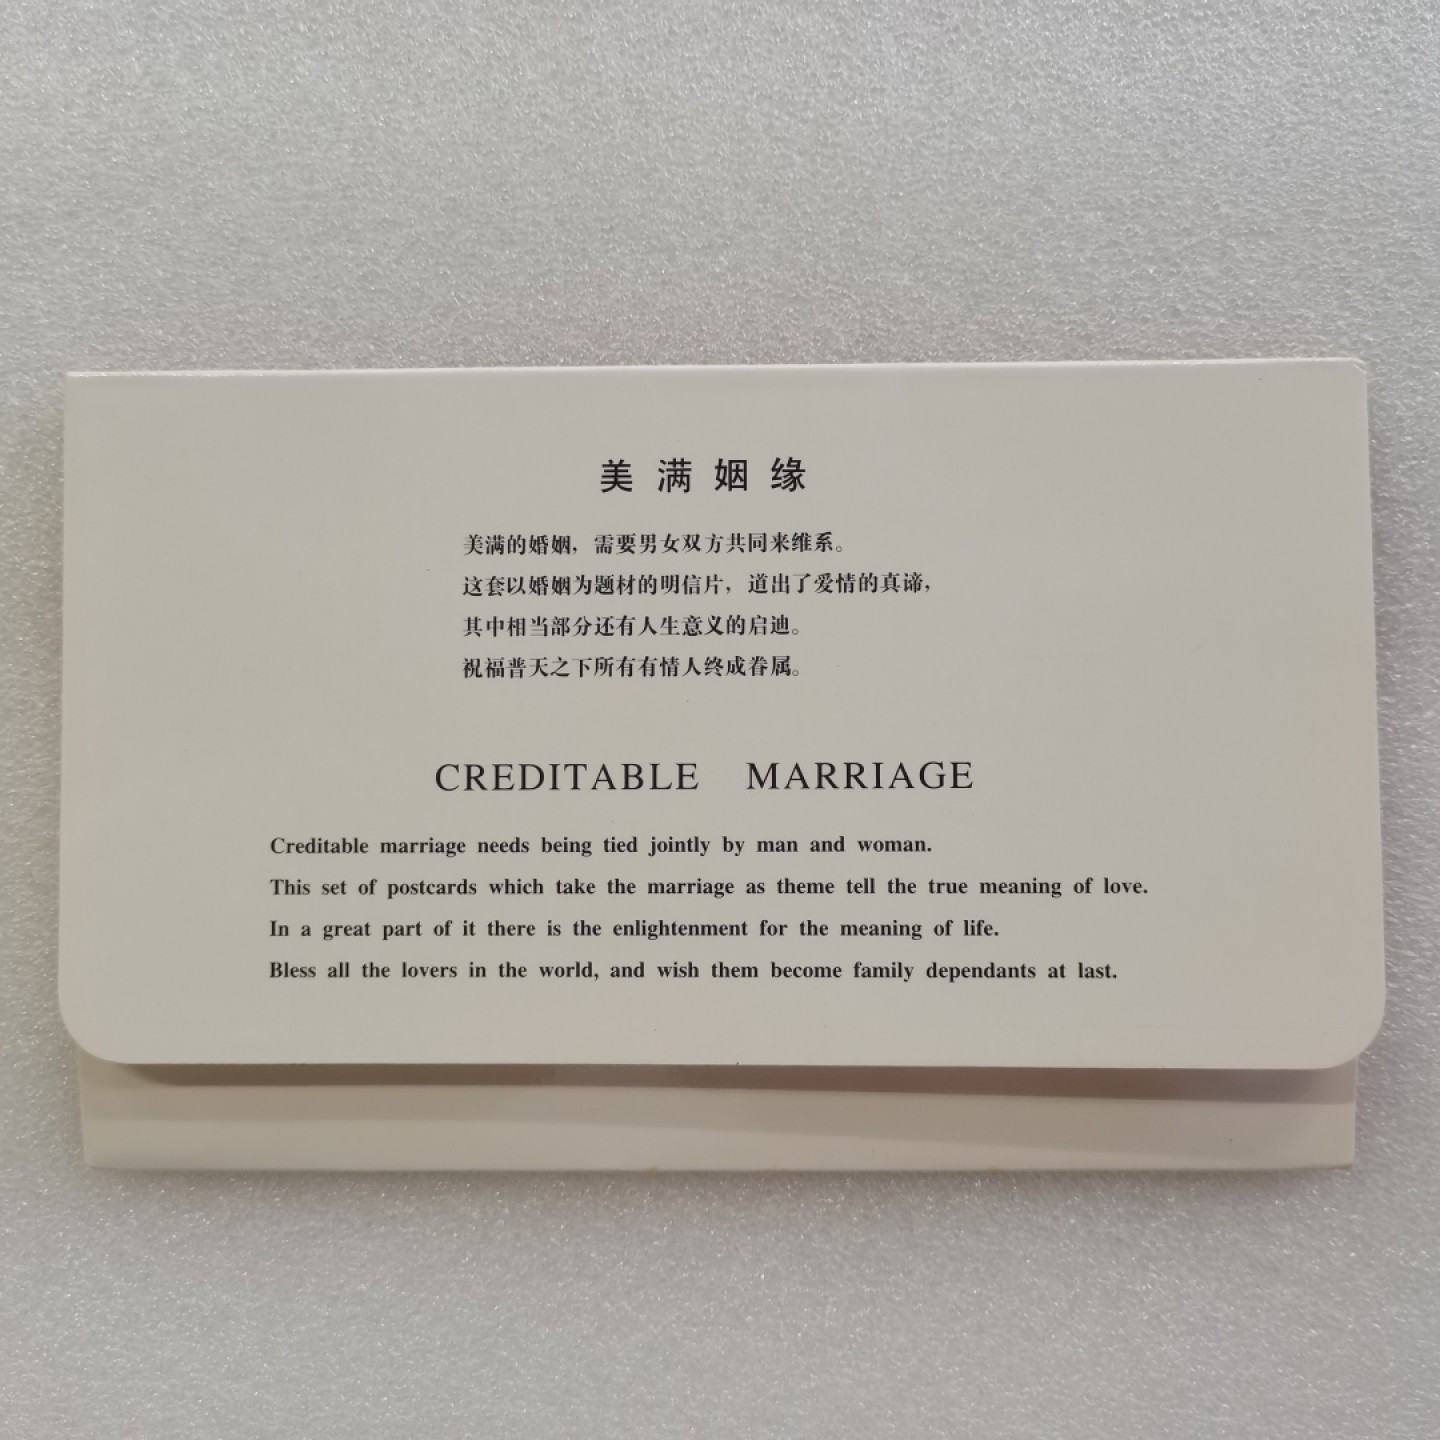 美满姻缘
美满的婚姻，需要男女双方共同来维系。
这套以婚姻为题材的明信片，道出了爱情的真谛，
其中相当部分还有人生意义的启迪。
祝福普天之下所有有情人终成眷属。
CREDITABLE MARRIAGE
Creditable marriage needs being tied jointly by man and woman.
This set of postcards which take the marriage as theme tell the true meaning of love.
In a great part of it there is the enlightenment for the meaning of life.
Bless all the lovers in the world, and wish them become family dependants at last.